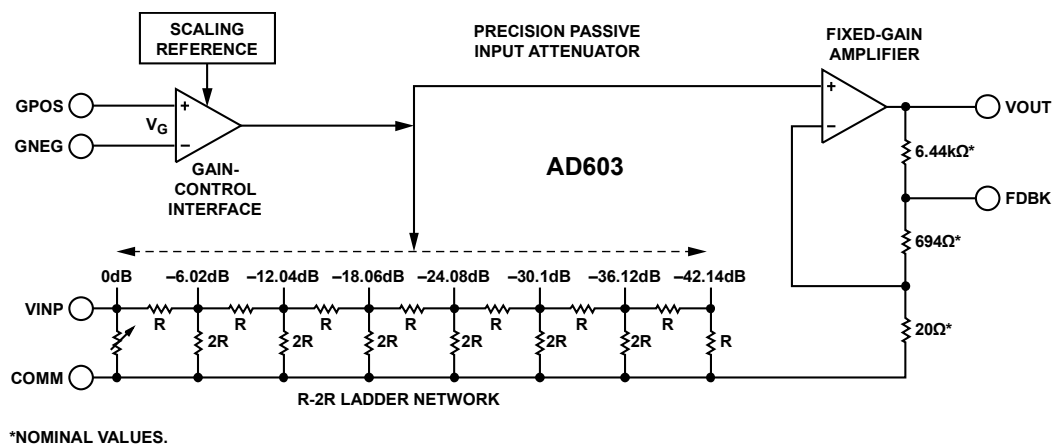 SCALING
REFERENCE
PRECISION PASSIVE
INPUT ATTENUATOR
FIXED-GAIN
AMPLIFIER
GPOS
+
VG
GNEG
–
GAIN-
CONTROL
INTERFACE
AD603
+
–
VOUT
6.44kΩ*
FDBK
694Ω*
20Ω*
0dB –6.02dB –12.04dB –18.06dB –24.08dB –30.1dB –36.12dB –42.14dB
VINP
R R R R R R R
2R 2R 2R 2R 2R 2R R
COMM
R-2R LADDER NETWORK
*NOMINAL VALUES.